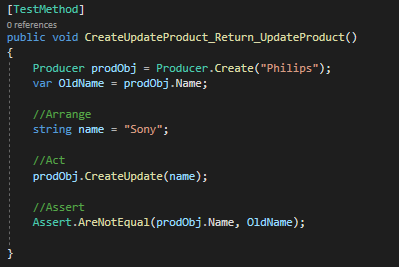 [TestMethod]
0 references
public void CreateUpdateProduct_Return_UpdateProduct()
{
Producer prodObj = Producer.Create("Philips");
var OldName = prodObj.Name;
//Arrange
string name = "Sony";
//Act
prodObj.CreateUpdate(name);
//Assert
Assert.AreNotEqual(prodObj.Name, OldName);
}